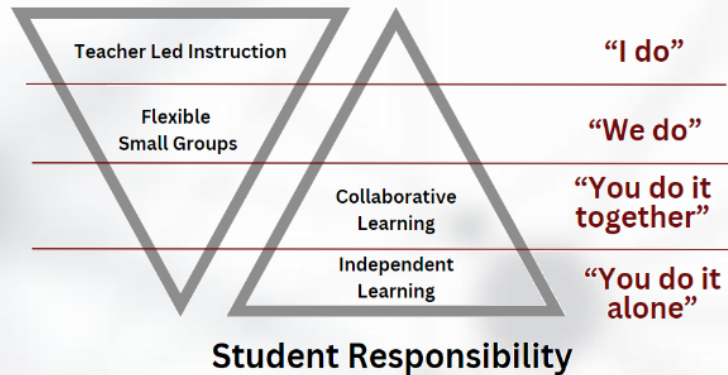 Teacher Led Instruction
“I do”
Flexible
Small Groups
“We do”
Collaborative
Learning
“You do it
together”
Independent
Learning
“You do it
alone”
Student Responsibility